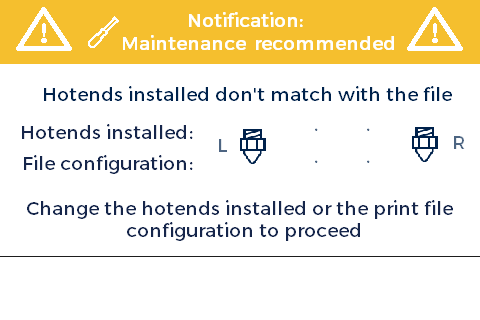 Notification:
Maintenance recommended
Hotends installed don't match with the file
Hotends installed:
L
R
File configuration:
Change the hotends installed or the print file
configuration to proceed